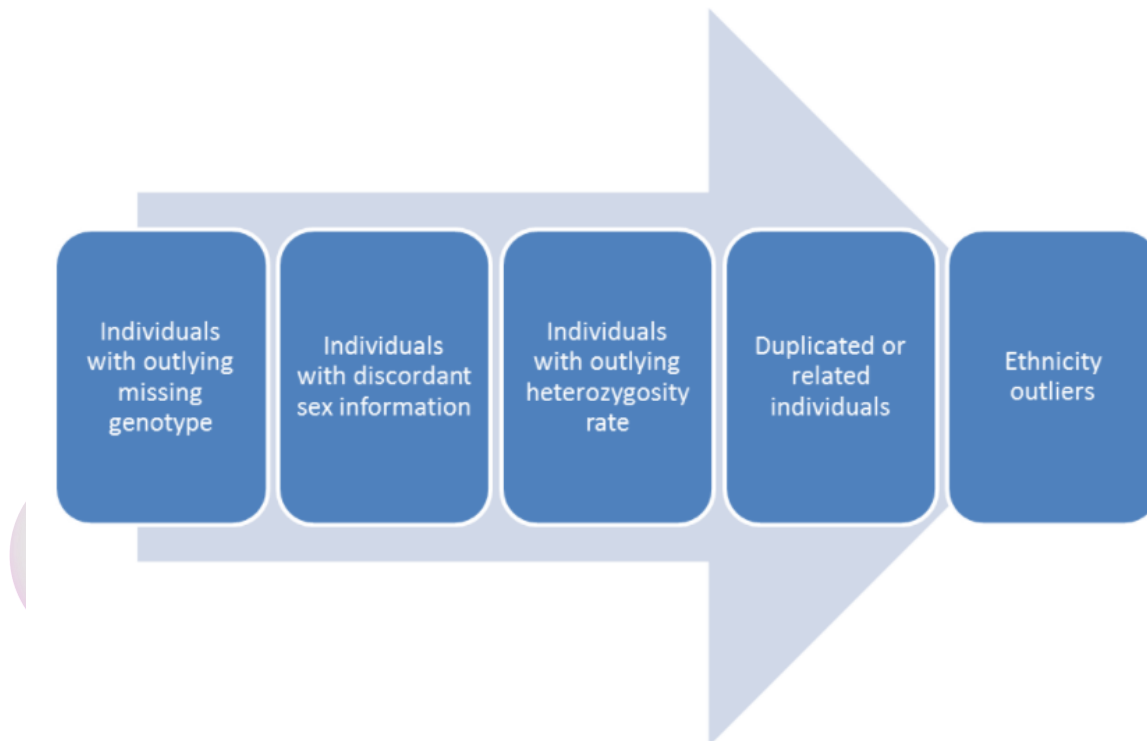 Individuals
with outlying
missing
genotype
Individuals
with discordant
sex information
Individuals
with outlying
heterozygosity
rate
Duplicated or
related
individuals
Ethnicity
outliers